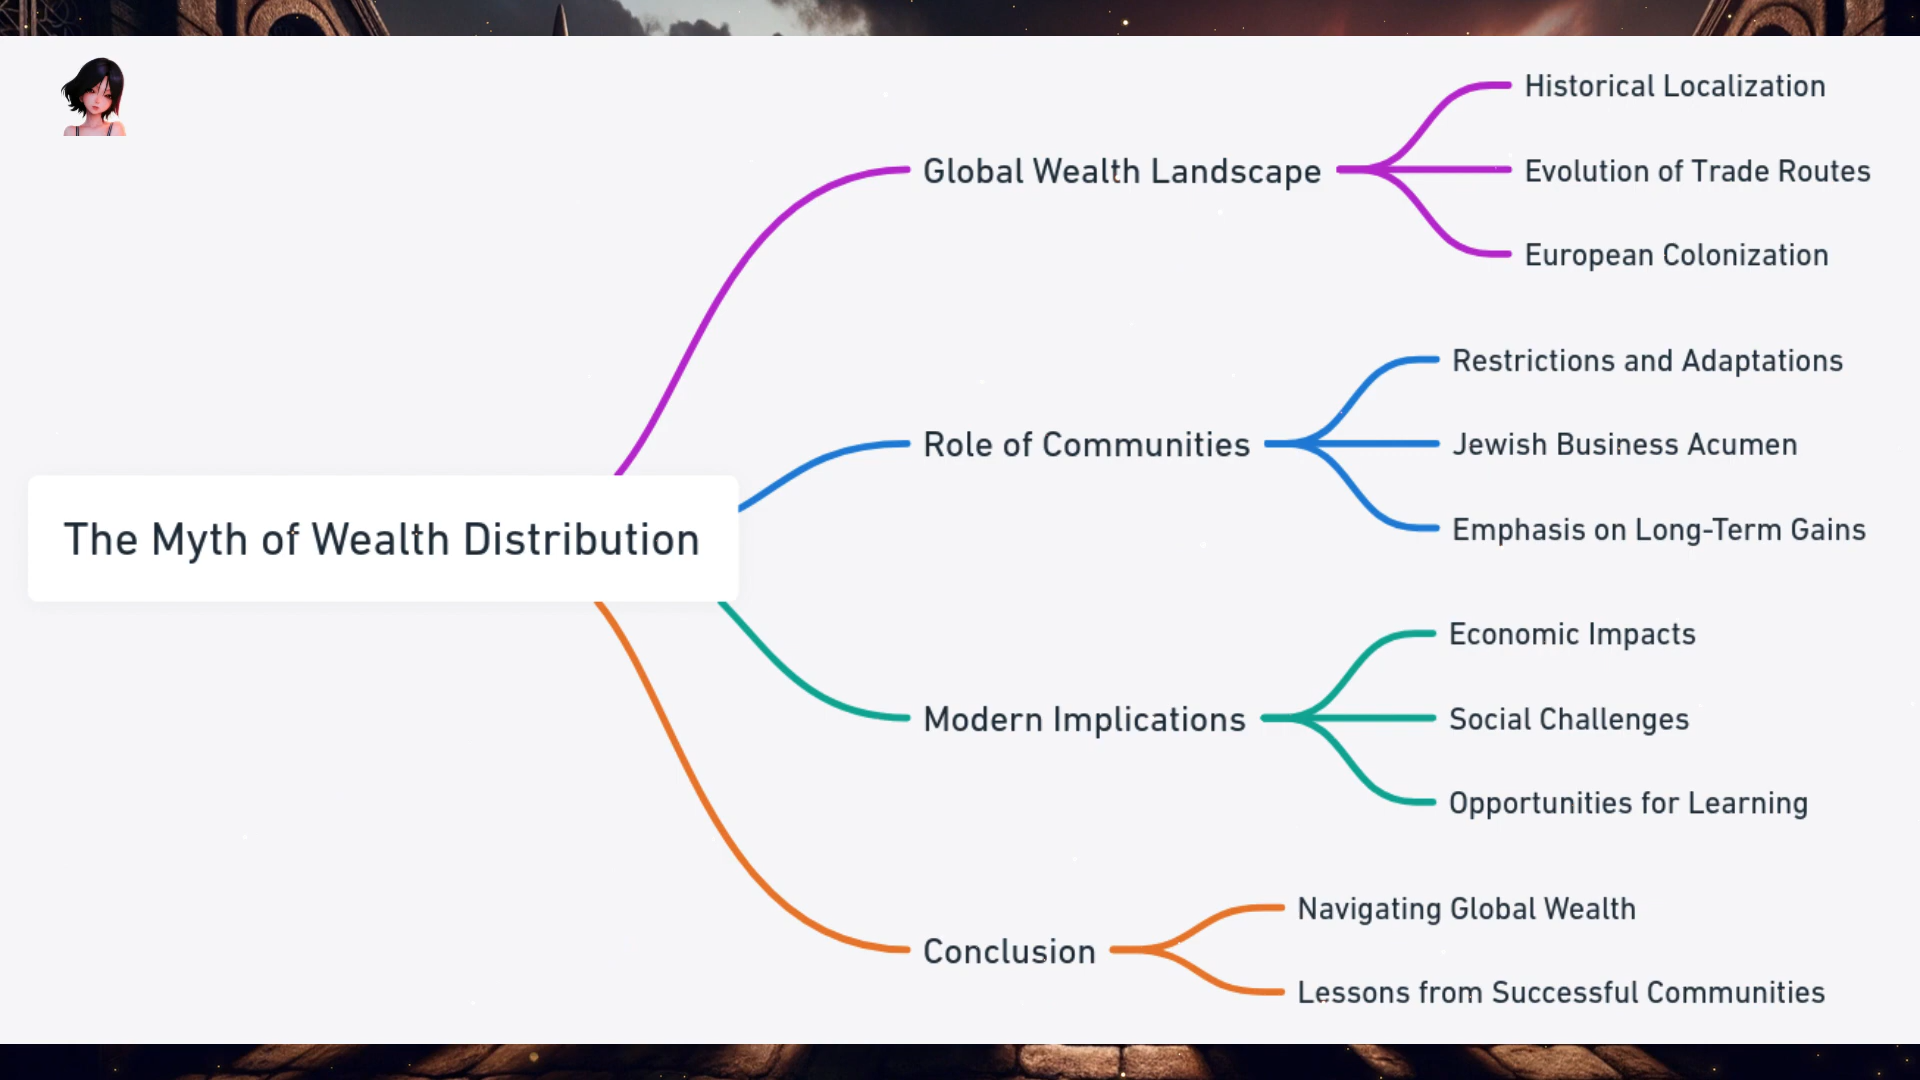 The Myth of Wealth Distribution
Global Wealth Landscape
Historical Localization
Evolution of Trade Routes
European Colonization
Role of Communities
Restrictions and Adaptations
Jewish Business Acumen
Emphasis on Long-Term Gains
Modern Implications
Economic Impacts
Social Challenges
Opportunities for Learning
Conclusion
Navigating Global Wealth
Lessons from Successful Communities